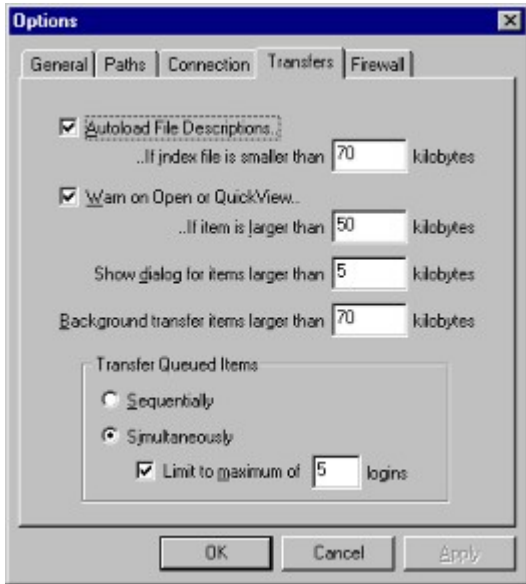 Options
General Paths Connection Transfers Firewall
Autoload File Descriptions..
..If index file is smaller than 70 kilobytes
Warn on Open or QuickView..
..If item is larger than 50 kilobytes
Show dialog for items larger than 5 kilobytes
Background transfer items larger than 70 kilobytes
Transfer Queued Items
Sequentially
Simultaneously
Limit to maximum of 5 logins
OK Cancel Apply